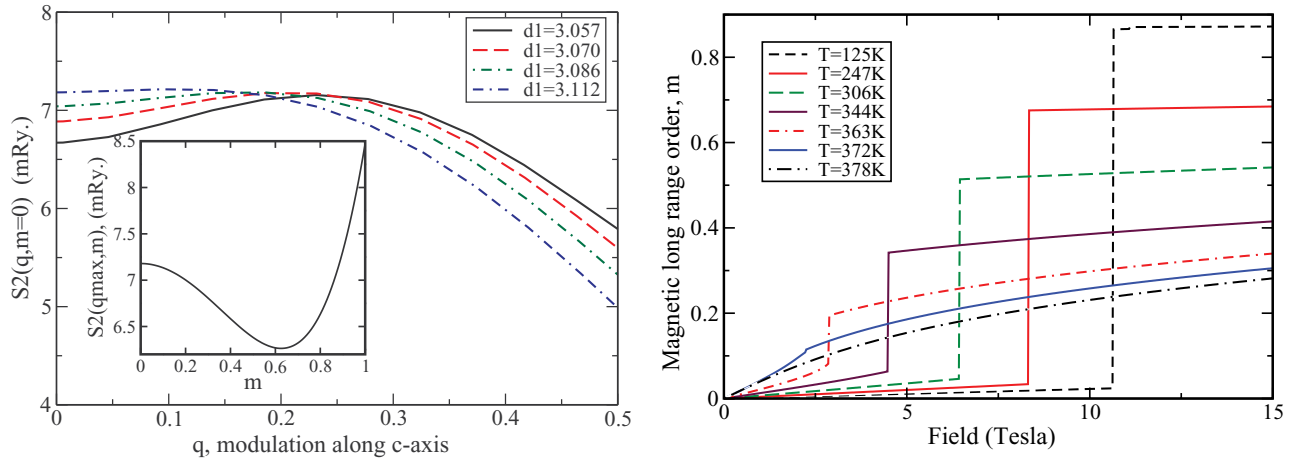 8
7
6
5
4
S2(q,m=0) (mRy.)
d1=3.057
d1=3.070
d1=3.086
d1=3.112
8.5
8
7.5
7
6.5
S2(qmax,m), (mRy.)
0
0.2
0.4
0.6
0.8
1
m
0
0.1
0.2
0.3
0.4
0.5
q, modulation along c-axis
0.8
0.6
0.4
0.2
0
Magnetic long range order, m
T=125K
T=247K
T=306K
T=344K
T=363K
T=372K
T=378K
0
5
10
15
Field (Tesla)